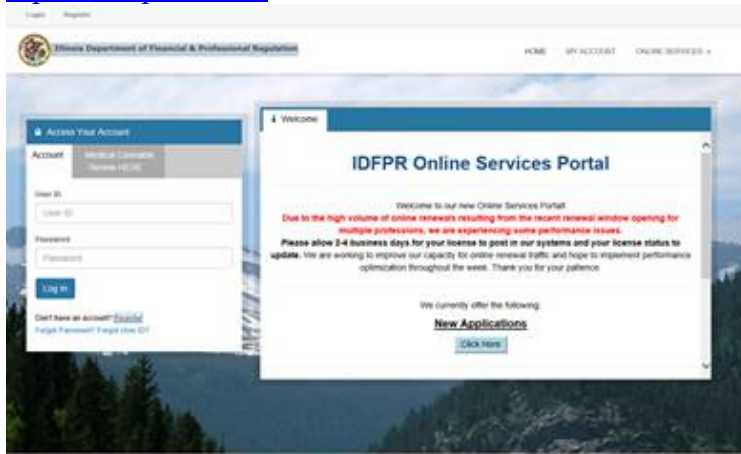 Login Register
Illinois Department of Financial & Professional Regulation
HOME MY ACCOUNT ONLINE SERVICES
Access Your Account
Account Medical Cannabis
Renew HERE
User ID
User ID
Password
Password
Log In
Don't have an account? Register
Forgot Password? Forgot User ID?
Welcome
IDFPR Online Services Portal
Welcome to our new Online Services Portal!
Due to the high volume of online renewals resulting from the recent renewal window opening for
multiple professions, we are experiencing some performance issues.
Please allow 2-4 business days for your license to post in our systems and your license status to
update. We are working to improve our capacity for online renewal traffic and hope to implement performance
optimization throughout the week. Thank you for your patience.
We currently offer the following:
New Applications
Click Here